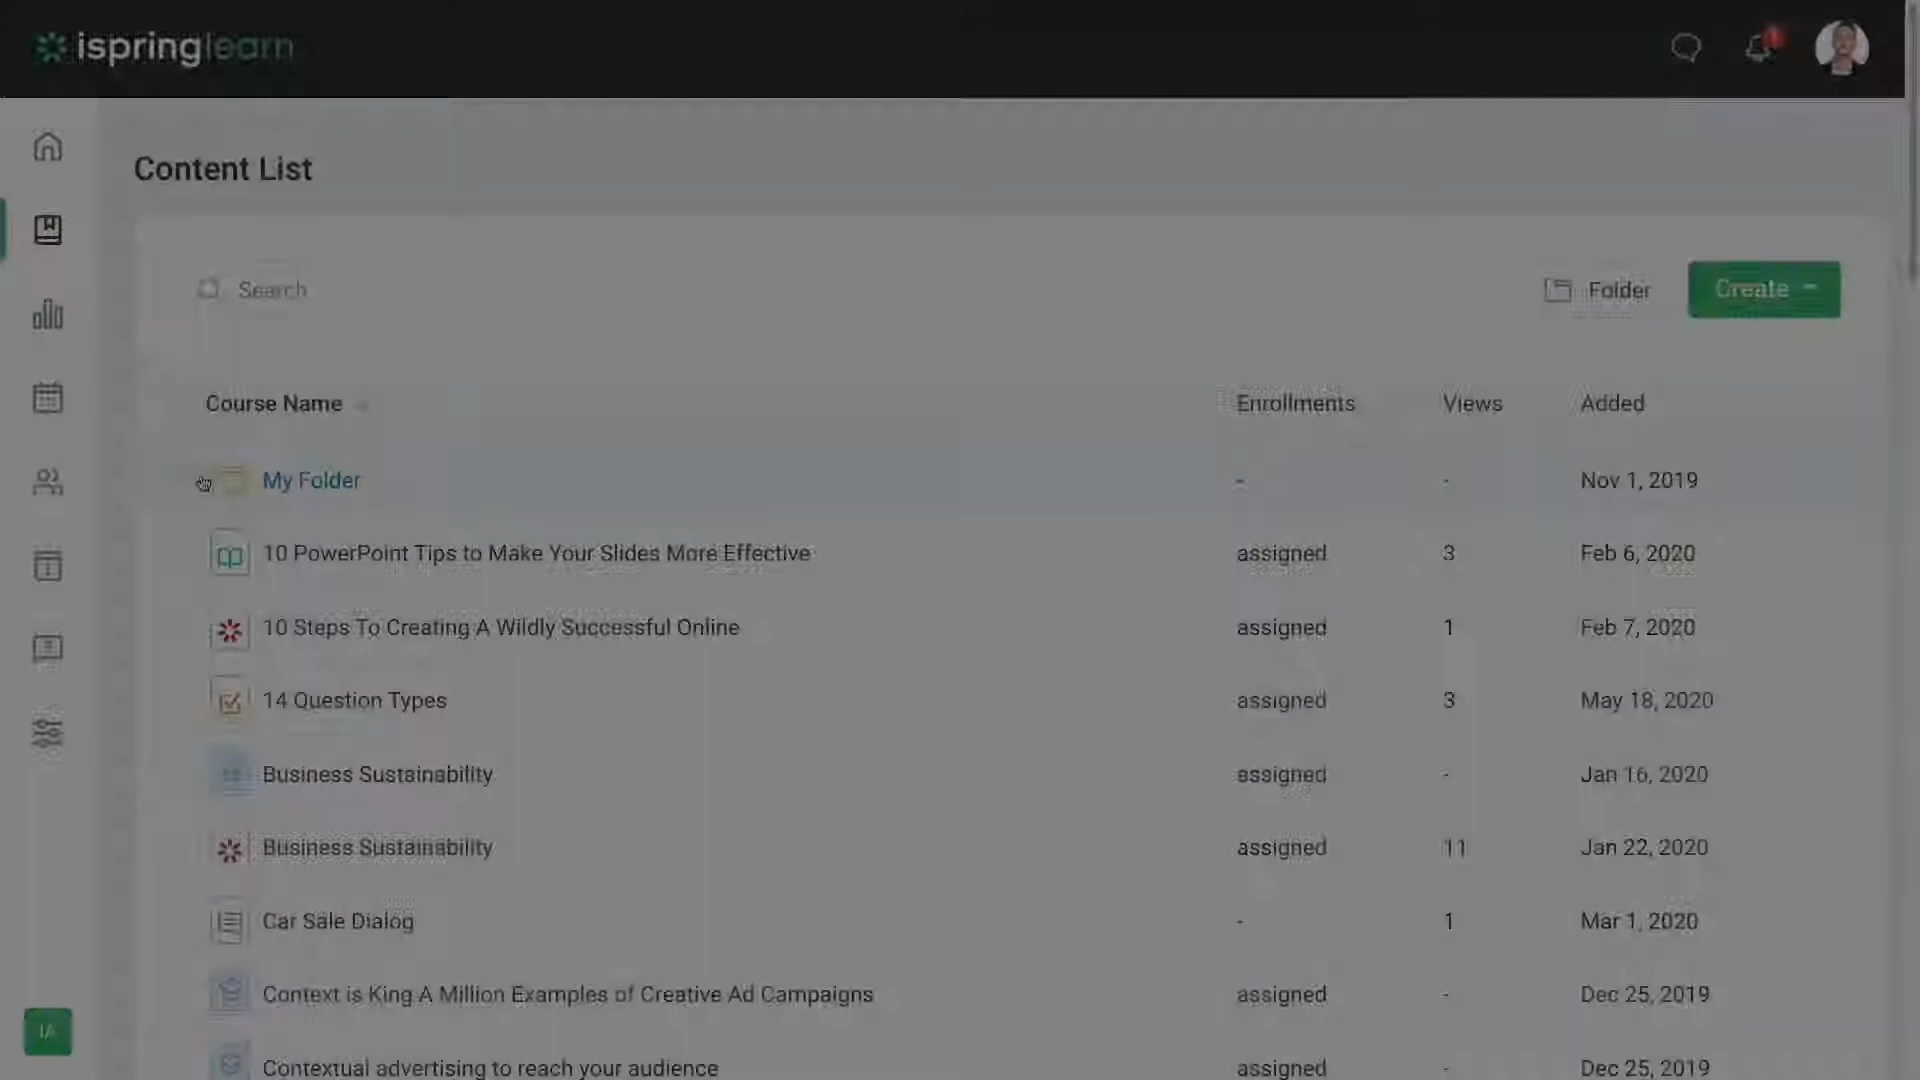 ispringlearn
Content List
Search
Folder
Create
Course Name Enrollments Views Added
My Folder - - Nov 1, 2019
10 PowerPoint Tips to Make Your Slides More Effective assigned 3 Feb 6, 2020
10 Steps To Creating A Wildly Successful Online assigned 1 Feb 7, 2020
14 Question Types assigned 3 May 18, 2020
Business Sustainability assigned - Jan 16, 2020
Business Sustainability assigned 11 Jan 22, 2020
Car Sale Dialog - 1 Mar 1, 2020
Context is King A Million Examples of Creative Ad Campaigns assigned - Dec 25, 2019
Contextual advertising to reach your audience assigned - Dec 25, 2019
IA